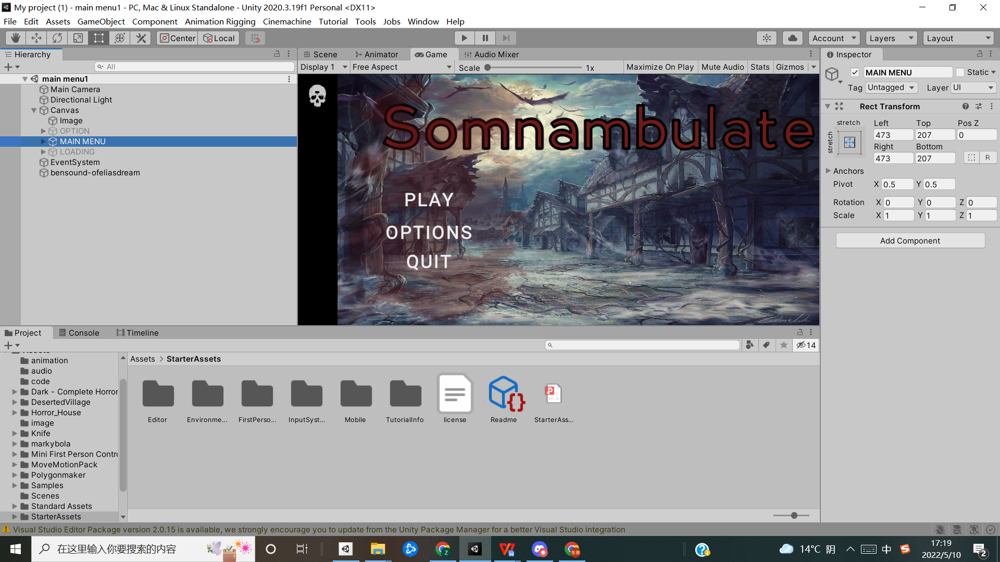 My project (1) - main menu1 - PC, Mac & Linux Standalone - Unity 2020.3.19f1 Personal <DX11>
File Edit Assets GameObject Component Animation Rigging Cinemachine Tutorial Tools Jobs Window Help
Center Local Account Layers Layout
Hierarchy
All
main menu1
Main Camera
Directional Light
Canvas
Image
OPTION
MAIN MENU
LOADING
EventSystem
bensound-ofeliasdream
Scene Animator Game Audio Mixer
Display 1 Free Aspect Scale 1x Maximize On Play Mute Audio Stats Gizmos
Somnambulate
PLAY
OPTIONS
QUIT
Inspector
MAIN MENU Static
Tag Untagged Layer UI
Rect Transform
stretch Left Top Pos Z
stretch 473 207 0
Right Bottom
473 207 R
Anchors
Pivot X 0.5 Y 0.5
Rotation X 0 Y 0 Z 0
Scale X 1 Y 1 Z 1
Add Component
Project Console Timeline
14
Assets
animation
audio
code
Dark - Complete Horror
DesertedVillage
Horror_House
image
Knife
markybola
Mini First Person Contr
MoveMotionPack
Polygonmaker
Samples
Scenes
Standard Assets
StarterAssets
Assets > StarterAssets
Editor Environme... FirstPerso... InputSyst... Mobile TutorialInfo license Readme StarterAss...
Visual Studio Editor Package version 2.0.15 is available, we strongly encourage you to update from the Unity Package Manager for a better Visual Studio integration
在这里输入你要搜索的内容
14°C 阴
中
17:19
2022/5/10
2